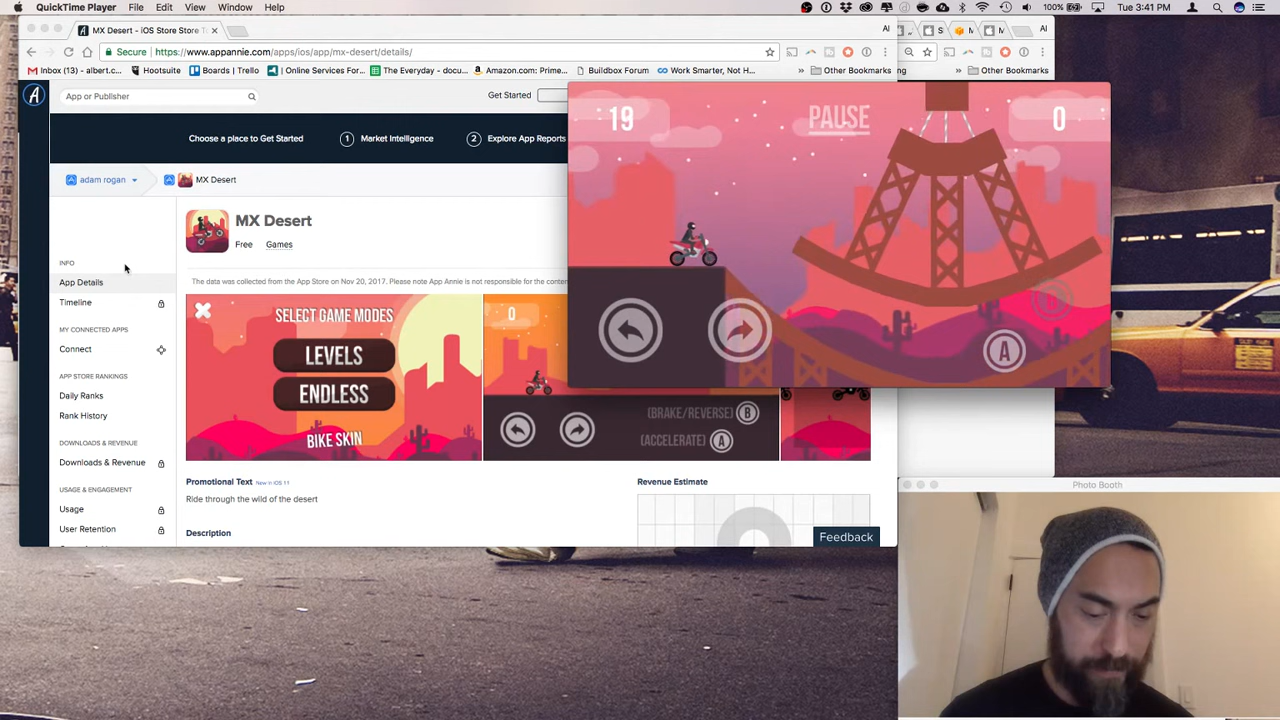 QuickTime Player File Edit View Window Help
100% Tue 3:41 PM
MX Desert - iOS Store Store T
Al
Secure https://www.appannie.com/apps/ios/app/mx-desert/details/
Inbox (13) - albert.c... Hootsuite Boards | Trello | Online Services For... The Everyday - docu... Amazon.com: Prime... Buildbox Forum Work Smarter, Not H... » Other Bookmarks
Al
» Other Bookmarks
App or Publisher
Get Started
Choose a place to Get Started 1 Market Intelligence 2 Explore App Reports
adam rogan MX Desert
MX Desert
Free Games
INFO
App Details
Timeline
MY CONNECTED APPS
Connect
APP STORE RANKINGS
Daily Ranks
Rank History
DOWNLOADS & REVENUE
Downloads & Revenue
USAGE & ENGAGEMENT
Usage
User Retention
The data was collected from the App Store on Nov 20, 2017. Please note App Annie is not responsible for the
SELECT GAME MODES
LEVELS
ENDLESS
BIKE SKIN
0
(BRAKE/REVERSE) B
(ACCELERATE) A
19 PAUSE 0
B
A
Promotional Text New in iOS 11
Ride through the wild of the desert
Description
Revenue Estimate
Feedback
Photo Booth